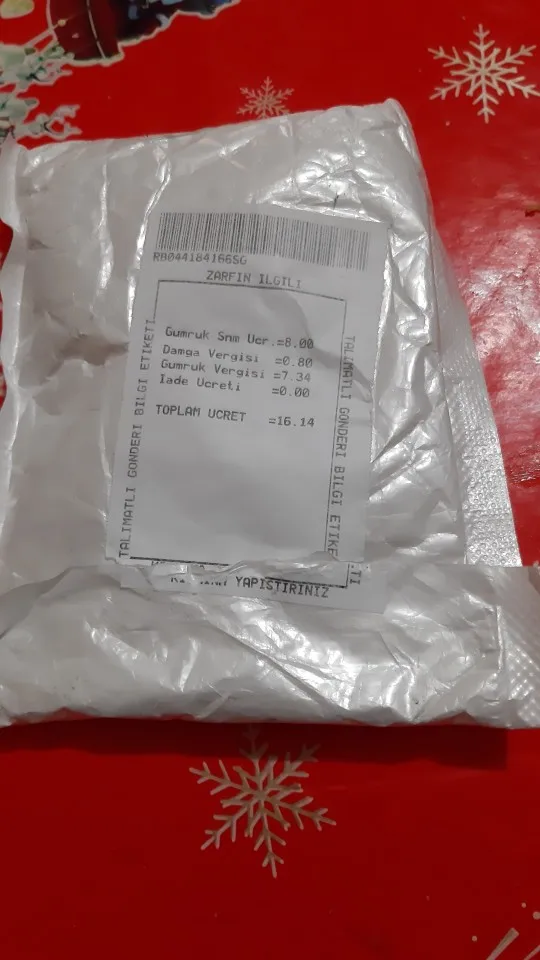 RB044184166SG
ZARFIN ILGILI
Gumruk Snm Ucr.=8.00
Damga Vergisi =0.80
Gumruk Vergisi =7.34
Iade Ucreti =0.00
TOPLAM UCRET =16.14
TALIMATLI GONDERI BILGI ETIKETI
TALIMATLI GONDERI BILGI ETIKETI
YAPISTIRINIZ